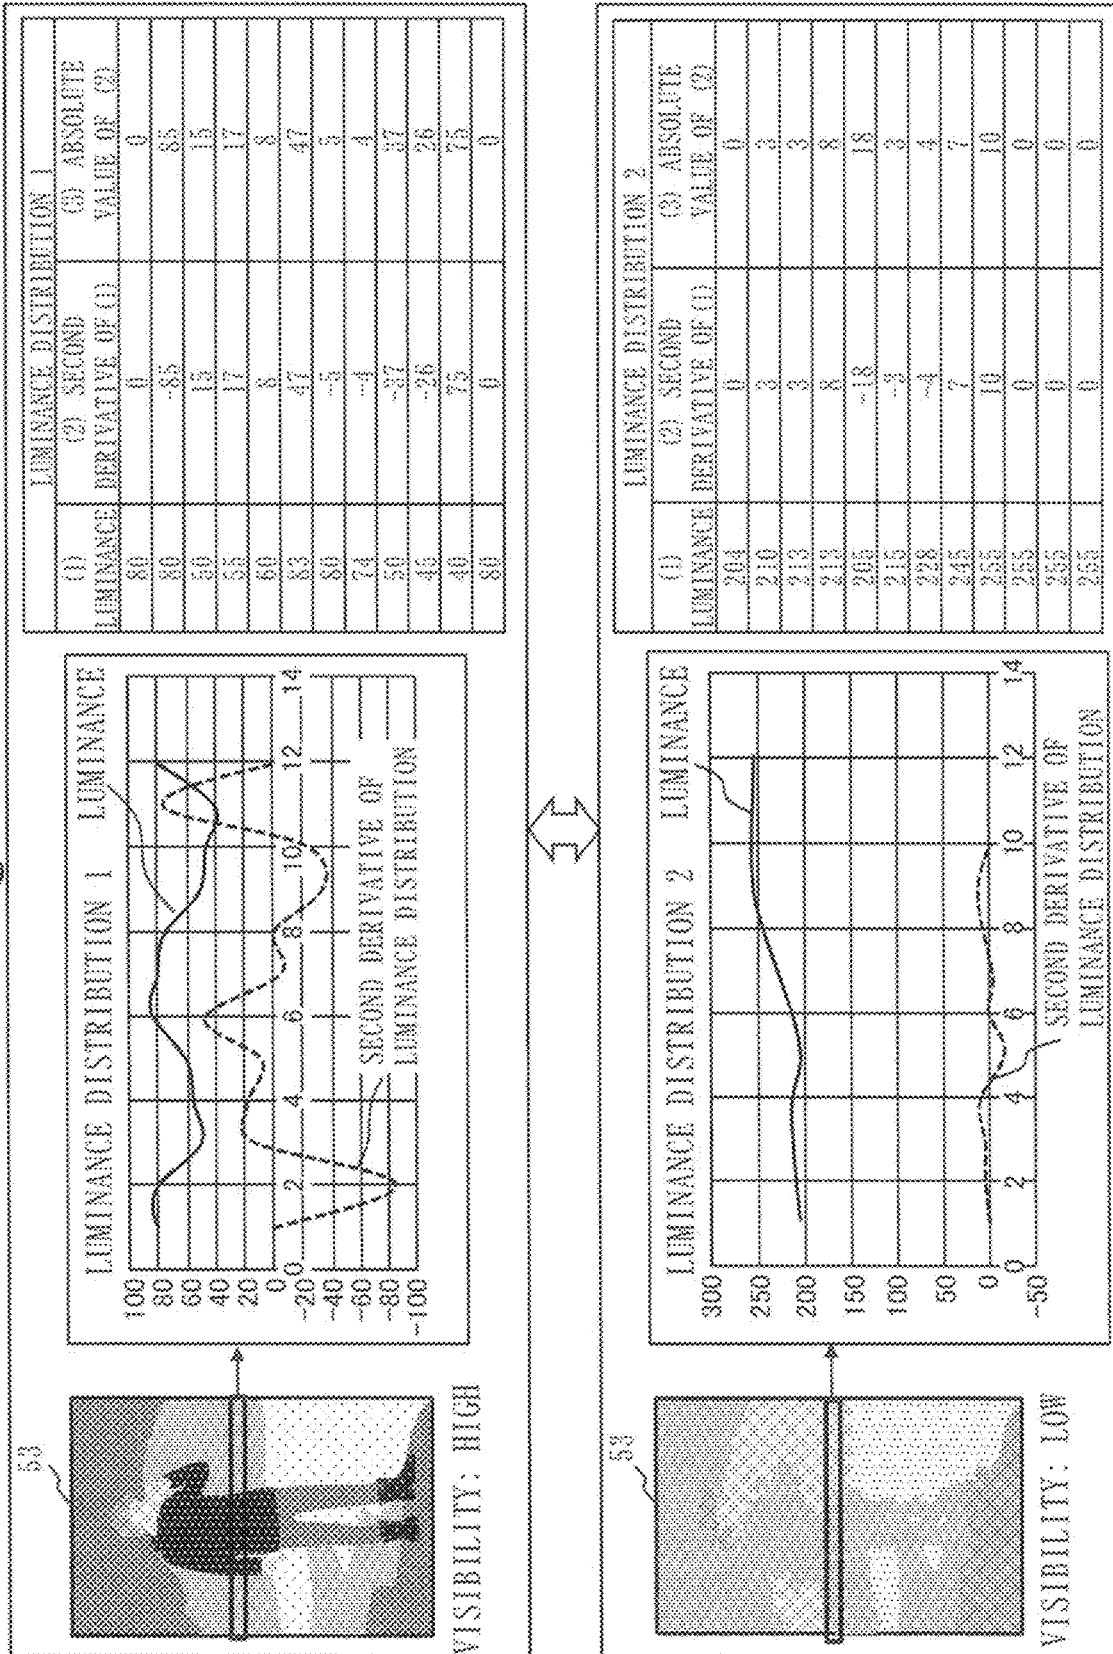 53
VISIBILITY: HIGH
LUMINANCE DISTRIBUTION 1
LUMINANCE
100
80
60
40
20
0
-20
-40
-60
-80
-100
0 2 4 6 8 10 12 14
SECOND DERIVATIVE OF
LUMINANCE DISTRIBUTION
LUMINANCE DISTRIBUTION 1
(1) (2) SECOND (3) ABSOLUTE
LUMINANCE DERIVATIVE OF(1) VALUE OF (2)
80 0 0
80 -85 85
50 15 15
55 17 17
60 8 8
83 47 47
80 -5 5
74 -4 4
50 -37 37
45 -26 26
40 75 75
80 0 0
53
VISIBILITY: LOW
LUMINANCE DISTRIBUTION 2
LUMINANCE
300
250
200
150
100
50
0
-50
0 2 4 6 8 10 12 14
SECOND DERIVATIVE OF
LUMINANCE DISTRIBUTION
LUMINANCE DISTRIBUTION 2
(1) (2) SECOND (3) ABSOLUTE
LUMINANCE DERIVATIVE OF(1) VALUE OF (2)
204 0 0
210 3 3
213 3 3
213 8 8
205 -18 18
215 -3 3
228 -4 4
245 7 7
255 10 10
255 0 0
255 0 0
255 0 0